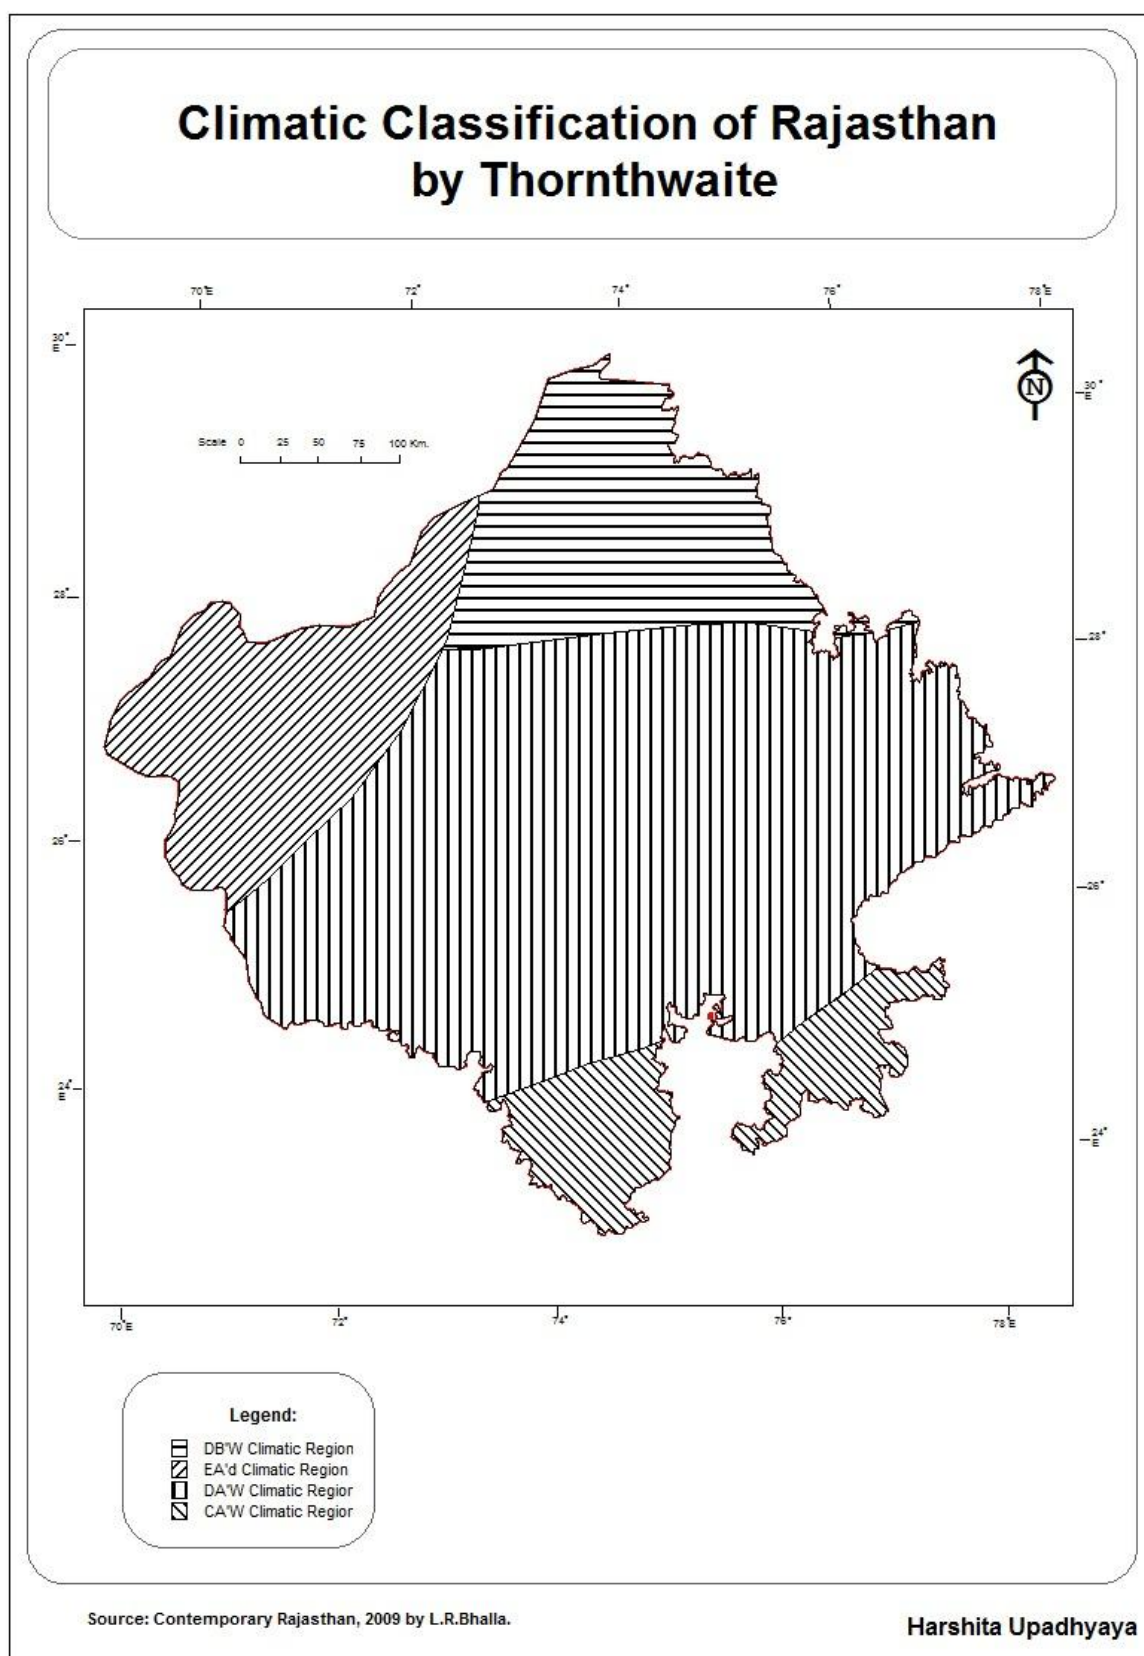 Climatic Classification of Rajasthan
by Thornthwaite
70°E 72° 74° 76° 78°E
30°
E
N
30°
E
Scale 0 25 50 75 100 Km.
28°
28°
26°
26°
24°
E
24°
E
70°E 72° 74° 76° 78°E
Legend:
DB'W Climatic Region
EA'd Climatic Region
DA'W Climatic Region
CA'W Climatic Region
Source: Contemporary Rajasthan, 2009 by L.R.Bhalla.
Harshita Upadhyaya